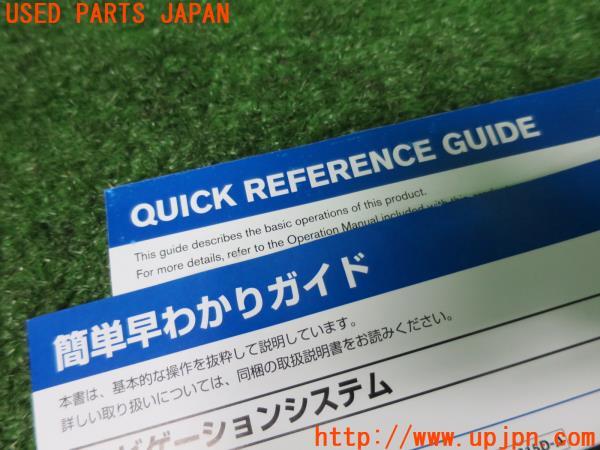 USED PARTS JAPAN
QUICK REFERENCE GUIDE
This guide describes the basic operations of this product.
For more details, refer to the Operation Manual included with this
簡単早わかりガイド
本書は、基本的な操作を抜粋して説明しています。
詳しい取り扱いについては、同梱の取扱説明書をお読みください。
ビゲーションシステム
http://www.upjpn.com